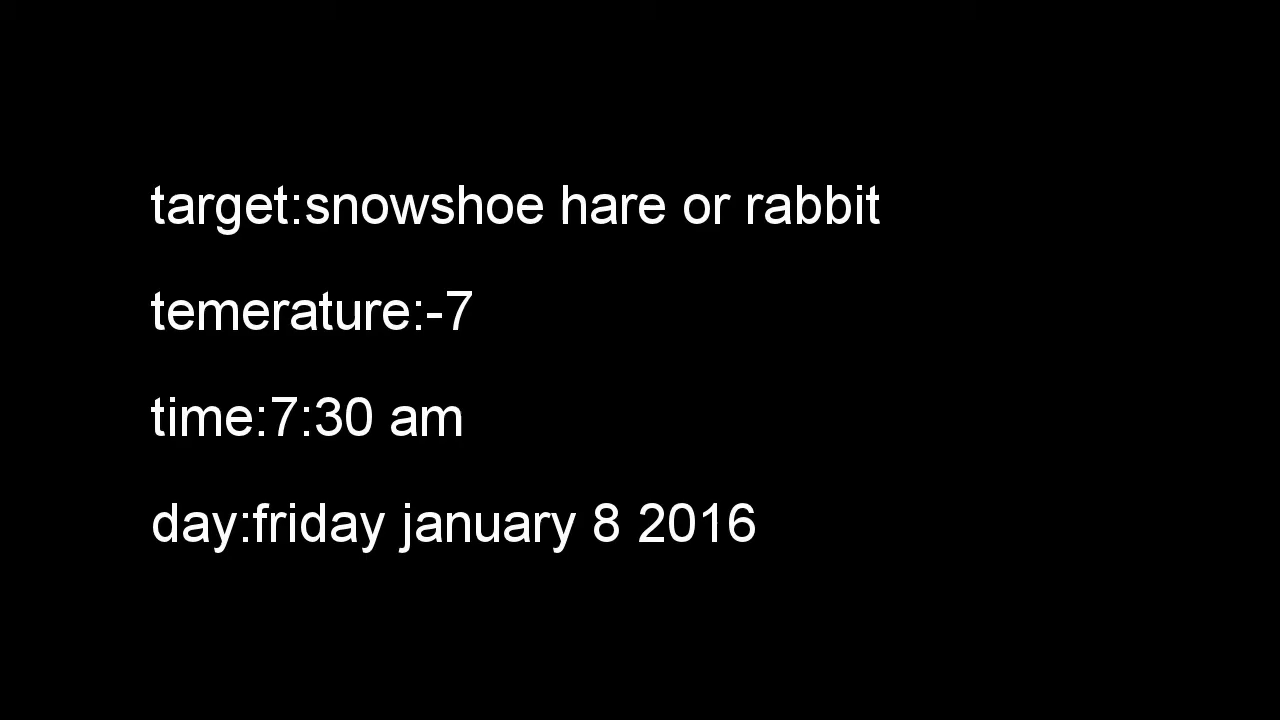 target:snowshoe hare or rabbit
temerature:-7
time:7:30 am
day:friday january 8 2016